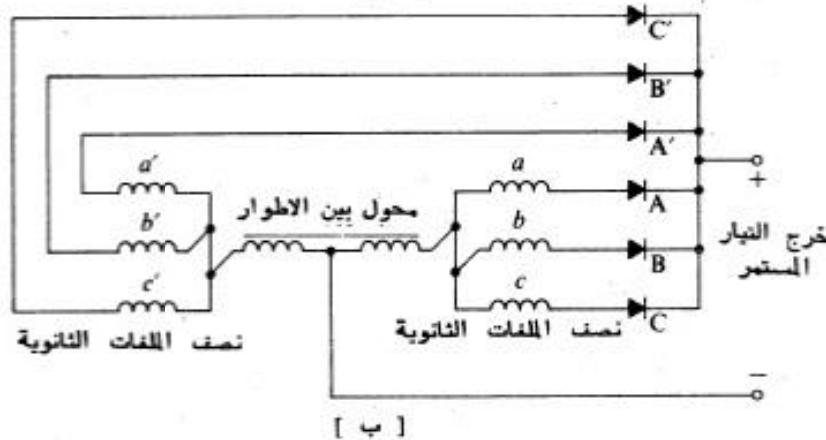 C′
B′
A′
a′
a
A
+
محول بين الاطوار
b′
b
B
خرج التيار
المستمر
c′
c
C
نصف الملفات الثانوية
نصف الملفات الثانوية
−
[ ب ]